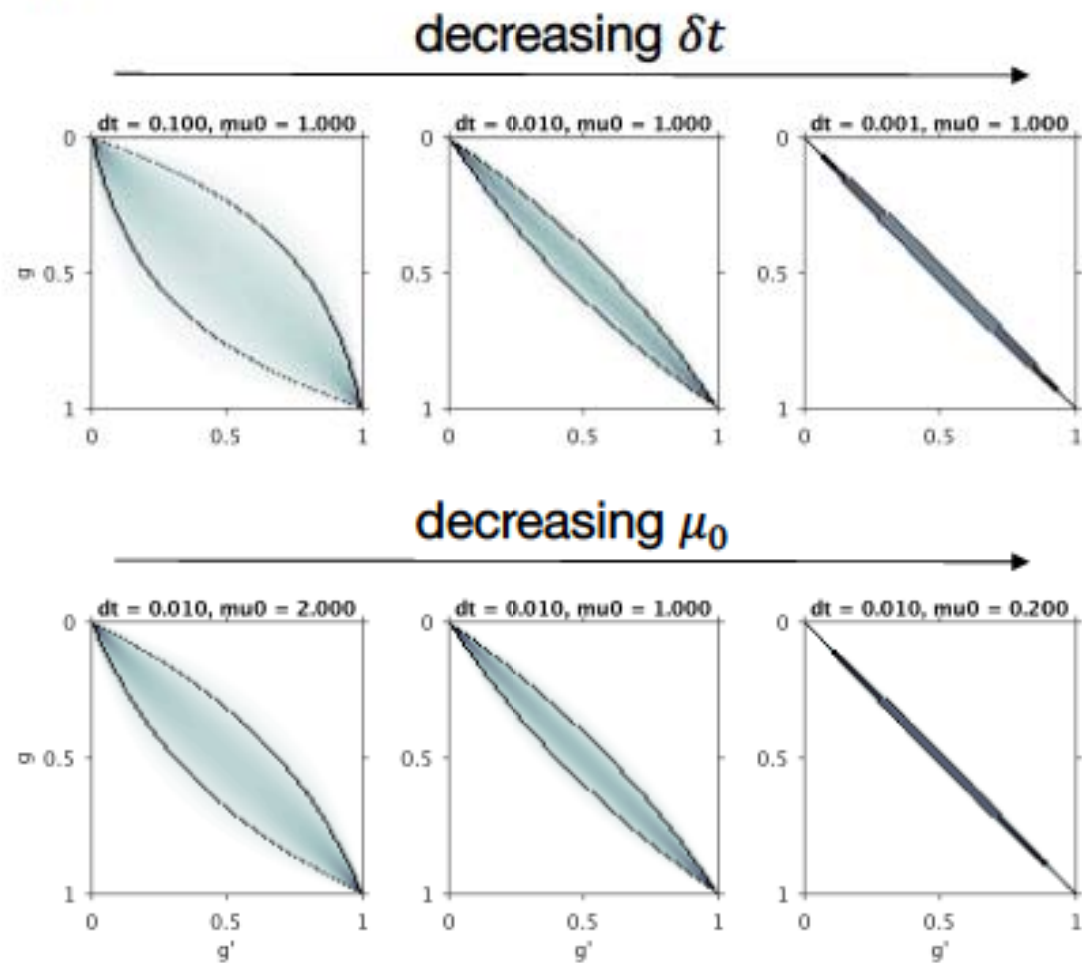 decreasing δt
dt = 0.100, mu0 = 1.000 dt = 0.010, mu0 = 1.000 dt = 0.001, mu0 = 1.000
0 0 0
g 0.5 0.5 0.5
1 1 1
0 0.5 1 0 0.5 1 0 0.5 1
decreasing μ₀
dt = 0.010, mu0 = 2.000 dt = 0.010, mu0 = 1.000 dt = 0.010, mu0 = 0.200
0 0 0
g 0.5 0.5 0.5
1 1 1
0 0.5 1 0 0.5 1 0 0.5 1
g' g' g'